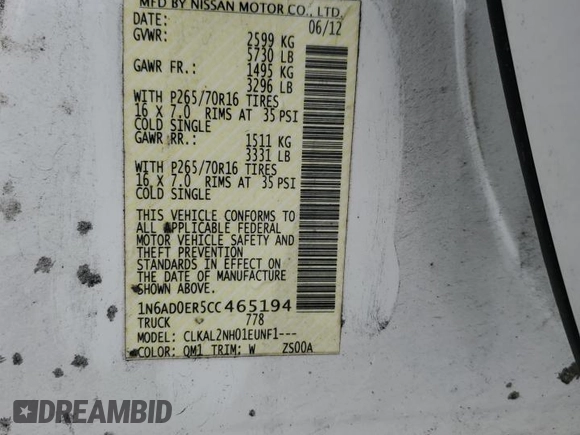 MFD BY NISSAN MOTOR CO., LTD.
DATE: 06/12
GVWR: 2599 KG
5730 LB
GAWR FR.: 1495 KG
3296 LB
WITH P265/70R16 TIRES
16 X 7.0 RIMS AT 35 PSI
COLD SINGLE
GAWR RR.: 1511 KG
3331 LB
WITH P265/70R16 TIRES
16 X 7.0 RIMS AT 35 PSI
COLD SINGLE
THIS VEHICLE CONFORMS TO
ALL APPLICABLE FEDERAL
MOTOR VEHICLE SAFETY AND
THEFT PREVENTION
STANDARDS IN EFFECT ON
THE DATE OF MANUFACTURE
SHOWN ABOVE.
1N6AD0ER5CC465194
TRUCK 778
MODEL: CLKAL2NH01EUNF1---
COLOR: QM1 TRIM: W ZS00A
DREAMBID